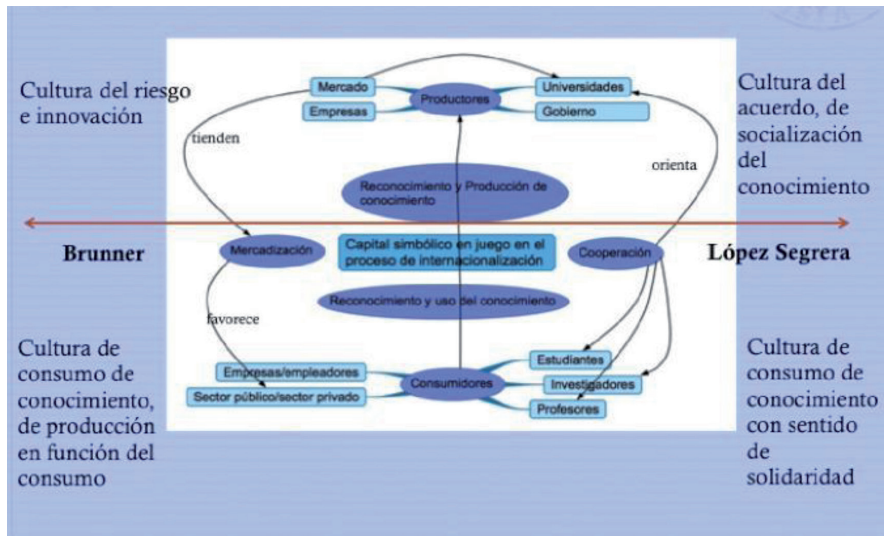 Cultura del riesgo
e innovación
Mercado
Empresas
Productores
Universidades
Gobierno
Cultura del
acuerdo, de
socialización
del
conocimiento
tienden
orienta
Reconocimiento y Producción de
conocimiento
Brunner
Mercadización
Capital simbólico en juego en el
proceso de internacionalización
Cooperación
López Segrera
Reconocimiento y uso del conocimiento
favorece
Cultura de
consumo de
conocimiento,
de producción
en función del
consumo
Empresas/empleadores
Sector público/sector privado
Consumidores
Estudiantes
Investigadores
Profesores
Cultura de
consumo de
conocimiento
con sentido
de
solidaridad